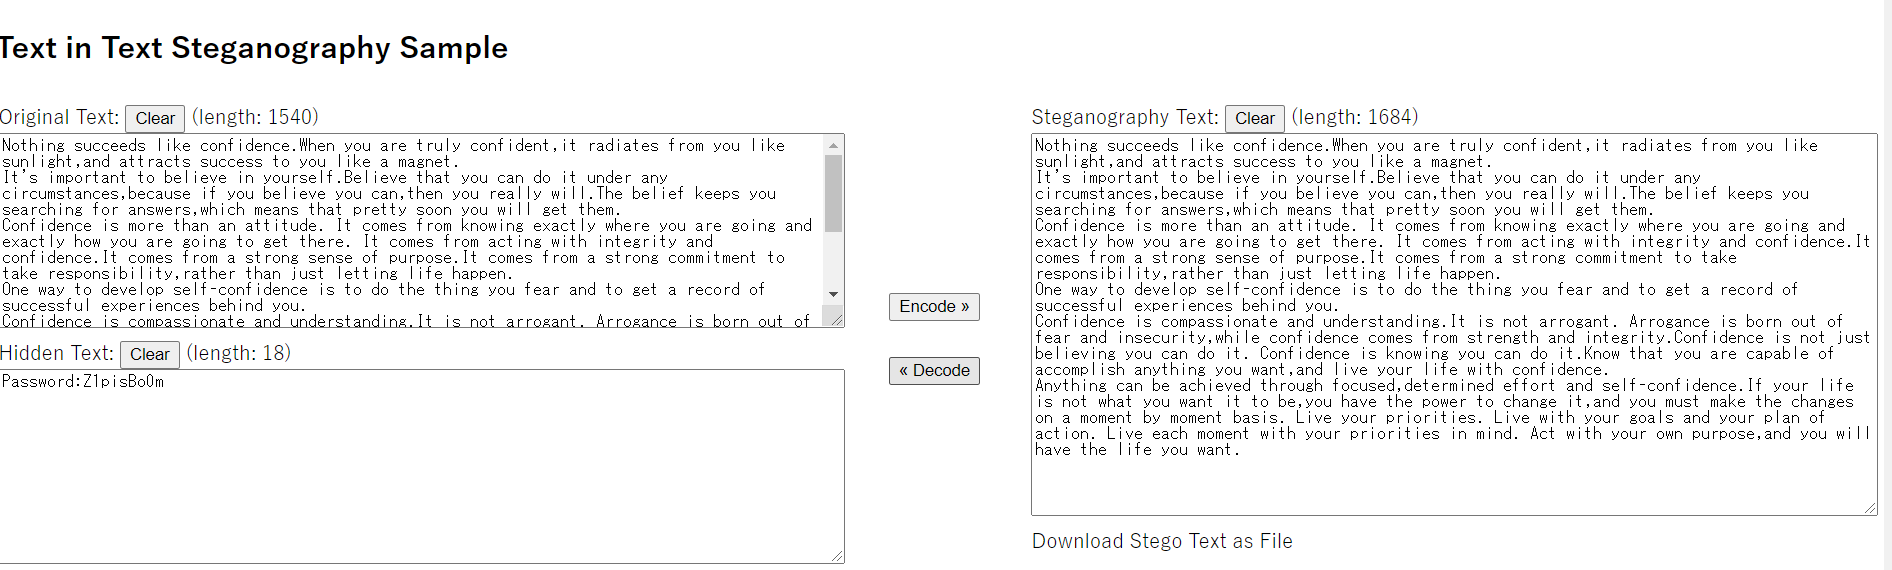 Text in Text Steganography Sample
Original Text: Clear (length: 1540)
Nothing succeeds like confidence.When you are truly confident,it radiates from you like
sunlight,and attracts success to you like a magnet.
It's important to believe in yourself.Believe that you can do it under any
circumstances,because if you believe you can,then you really will.The belief keeps you
searching for answers,which means that pretty soon you will get them.
Confidence is more than an attitude. It comes from knowing exactly where you are going and
exactly how you are going to get there. It comes from acting with integrity and
confidence.It comes from a strong sense of purpose.It comes from a strong commitment to
take responsibility,rather than just letting life happen.
One way to develop self-confidence is to do the thing you fear and to get a record of
successful experiences behind you.
Confidence is compassionate and understanding.It is not arrogant. Arrogance is born out of
Hidden Text: Clear (length: 18)
Password:Z1pisBo0m
Encode »
« Decode
Steganography Text: Clear (length: 1684)
Nothing succeeds like confidence.When you are truly confident,it radiates from you like
sunlight,and attracts success to you like a magnet.
It's important to believe in yourself.Believe that you can do it under any
circumstances,because if you believe you can,then you really will.The belief keeps you
searching for answers,which means that pretty soon you will get them.
Confidence is more than an attitude. It comes from knowing exactly where you are going and
exactly how you are going to get there. It comes from acting with integrity and confidence.It
comes from a strong sense of purpose.It comes from a strong commitment to take
responsibility,rather than just letting life happen.
One way to develop self-confidence is to do the thing you fear and to get a record of
successful experiences behind you.
Confidence is compassionate and understanding.It is not arrogant. Arrogance is born out of
fear and insecurity,while confidence comes from strength and integrity.Confidence is not just
believing you can do it. Confidence is knowing you can do it.Know that you are capable of
accomplish anything you want,and live your life with confidence.
Anything can be achieved through focused,determined effort and self-confidence.If your life
is not what you want it to be,you have the power to change it,and you must make the changes
on a moment by moment basis. Live your priorities. Live with your goals and your plan of
action. Live each moment with your priorities in mind. Act with your own purpose,and you will
have the life you want.
Download Stego Text as File